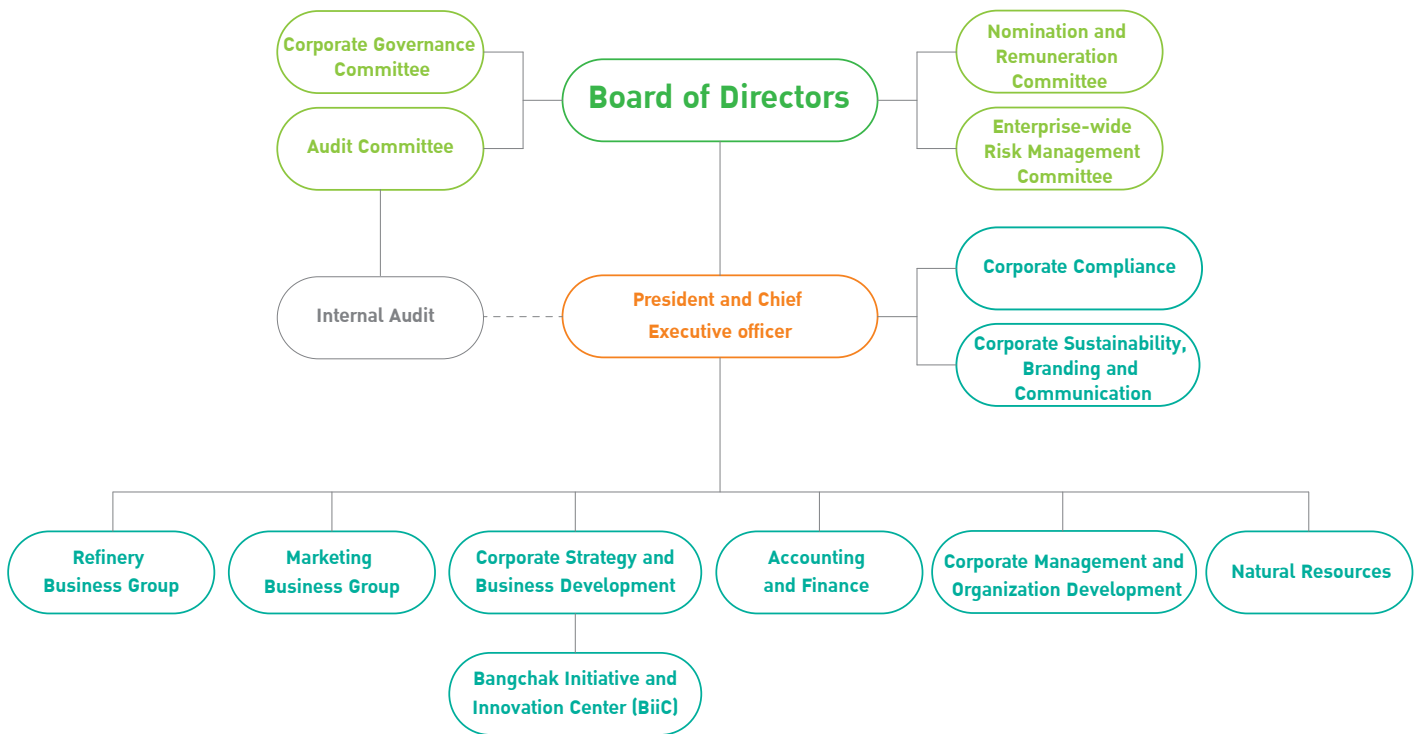 Corporate Governance
Committee
Board of Directors
Nomination and
Remuneration
Committee
Audit Committee
Enterprise-wide
Risk Management
Committee
Internal Audit
President and Chief
Executive officer
Corporate Compliance
Corporate Sustainability,
Branding and
Communication
Refinery
Business Group
Marketing
Business Group
Corporate Strategy and
Business Development
Accounting
and Finance
Corporate Management and
Organization Development
Natural Resources
Bangchak Initiative and
Innovation Center (BiiC)